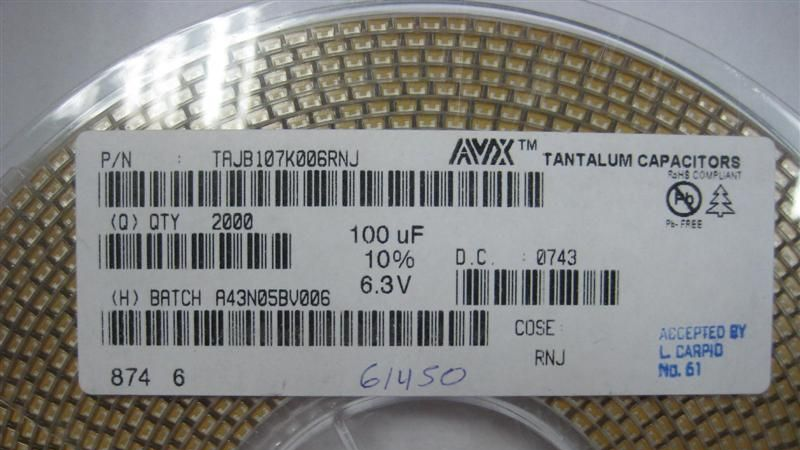 P/N : TAJB107K006RNJ
AVX™ TANTALUM CAPACITORS
RoHS COMPLIANT
Pb
Pb- FREE
(Q) QTY 2000
100 uF
10%
6.3V
D.C. : 0743
(H) BATCH A43N05BV006
COSE:
RNJ
ACCEPTED BY
L. CARPIO
No. 61
874 6
61450